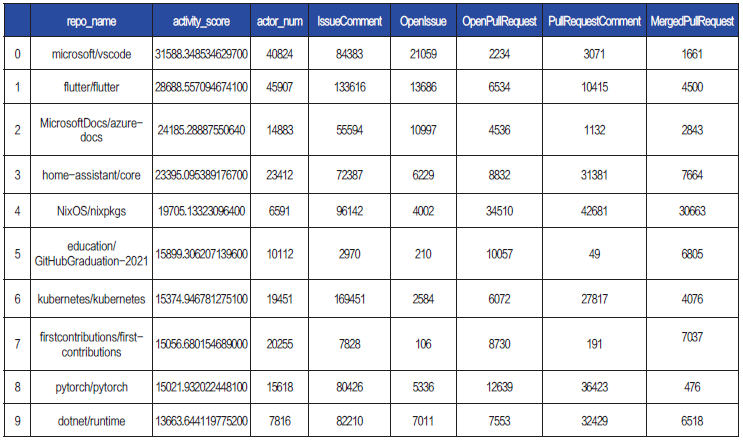 repo_name activity_score actor_num IssueComment OpenIssue OpenPullRequest PullRequestComment MergedPullRequest
0 microsoft/vscode 31588.348534629700 40824 84383 21059 2234 3071 1661
1 flutter/flutter 28688.557094674100 45907 133616 13686 6534 10415 4500
2 MicrosoftDocs/azure-
docs 24185.28887550640 14883 55594 10997 4536 1132 2843
3 home-assistant/core 23395.095389176700 23412 72387 6229 8832 31381 7664
4 NixOS/nixpkgs 19705.13323096400 6591 96142 4002 34510 42681 30663
5 education/
GitHubGraduation-2021 15899.306207139600 10112 2970 210 10057 49 6805
6 kubernetes/kubernetes 15374.946781275100 19451 169451 2584 6072 27817 4076
7 firstcontributions/first-
contributions 15056.680154689000 20255 7828 106 8730 191 7037
8 pytorch/pytorch 15021.932022448100 15618 80426 5336 12639 36423 476
9 dotnet/runtime 13663.644119775200 7816 82210 7011 7553 32429 6518